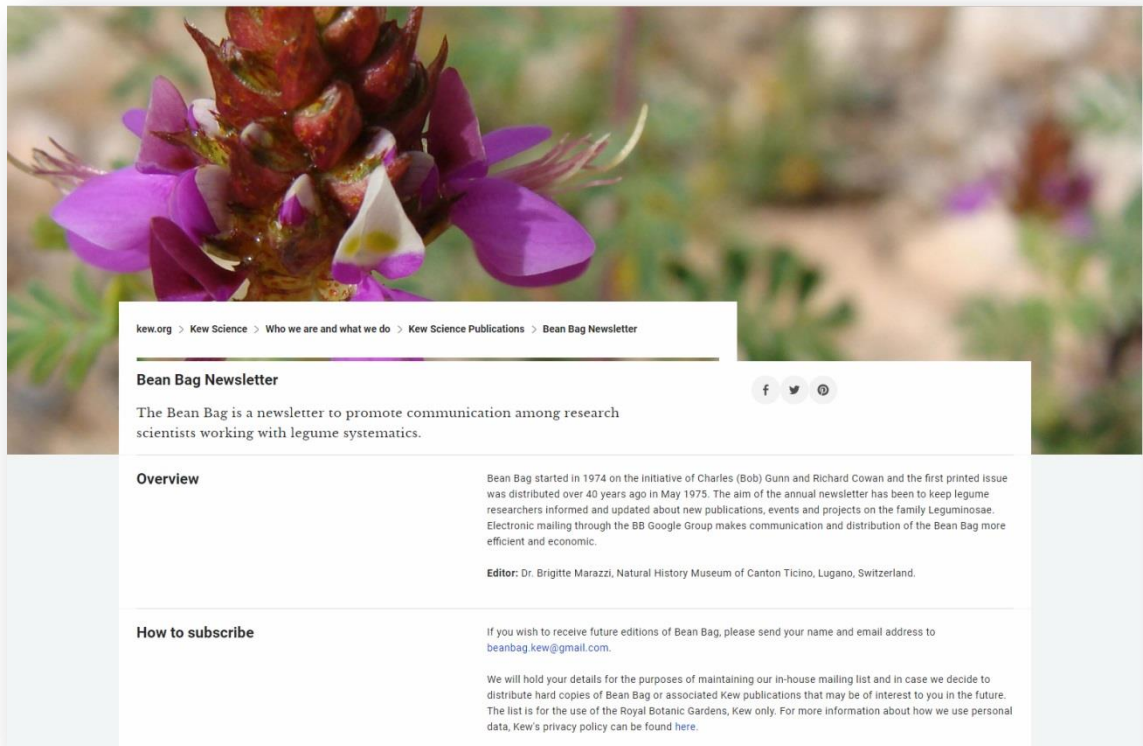 kew.org > Kew Science > Who we are and what we do > Kew Science Publications > Bean Bag Newsletter
Bean Bag Newsletter
The Bean Bag is a newsletter to promote communication among research
scientists working with legume systematics.
Overview
Bean Bag started in 1974 on the initiative of Charles (Bob) Gunn and Richard Cowan and the first printed issue
was distributed over 40 years ago in May 1975. The aim of the annual newsletter has been to keep legume
researchers informed and updated about new publications, events and projects on the family Leguminosae.
Electronic mailing through the BB Google Group makes communication and distribution of the Bean Bag more
efficient and economic.
Editor: Dr. Brigitte Marazzi, Natural History Museum of Canton Ticino, Lugano, Switzerland.
How to subscribe
If you wish to receive future editions of Bean Bag, please send your name and email address to
beanbag.kew@gmail.com.
We will hold your details for the purposes of maintaining our in-house mailing list and in case we decide to
distribute hard copies of Bean Bag or associated Kew publications that may be of interest to you in the future.
The list is for the use of the Royal Botanic Gardens, Kew only. For more information about how we use personal
data, Kew's privacy policy can be found here.